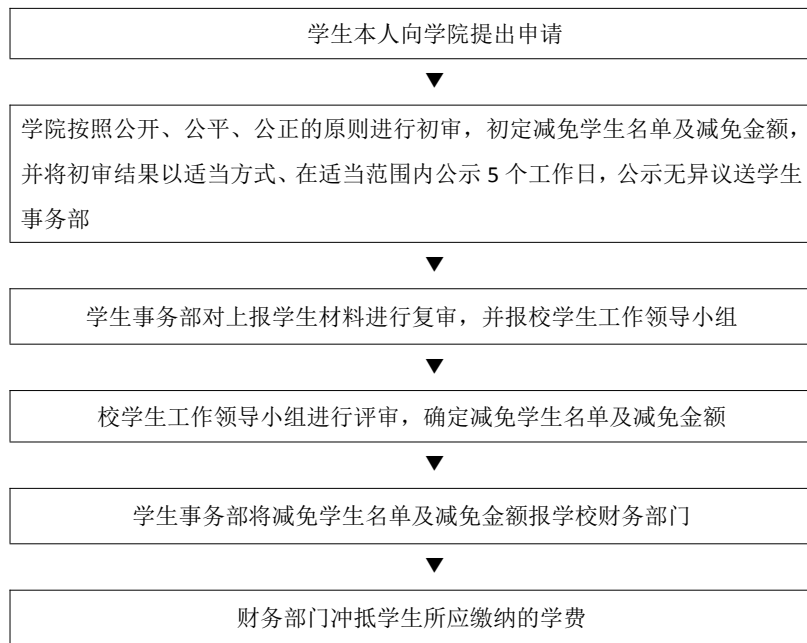 学生本人向学院提出申请
▼
学院按照公开、公平、公正的原则进行初审，初定减免学生名单及减免金额，
并将初审结果以适当方式、在适当范围内公示 5 个工作日，公示无异议送学生
事务部
▼
学生事务部对上报学生材料进行复审，并报校学生工作领导小组
▼
校学生工作领导小组进行评审，确定减免学生名单及减免金额
▼
学生事务部将减免学生名单及减免金额报学校财务部门
▼
财务部门冲抵学生所应缴纳的学费